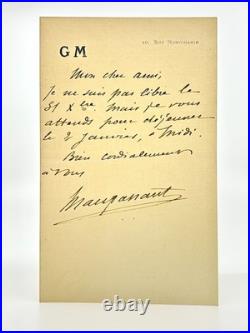 GM
10, RUE MONTCHANIN
Mon cher ami,
Je ne suis pas libre le
31 Xbre. Mais je vous
attends pour déjeuner
le 2 Janvier, à midi.
Bien cordialement
à vous
Maupassant